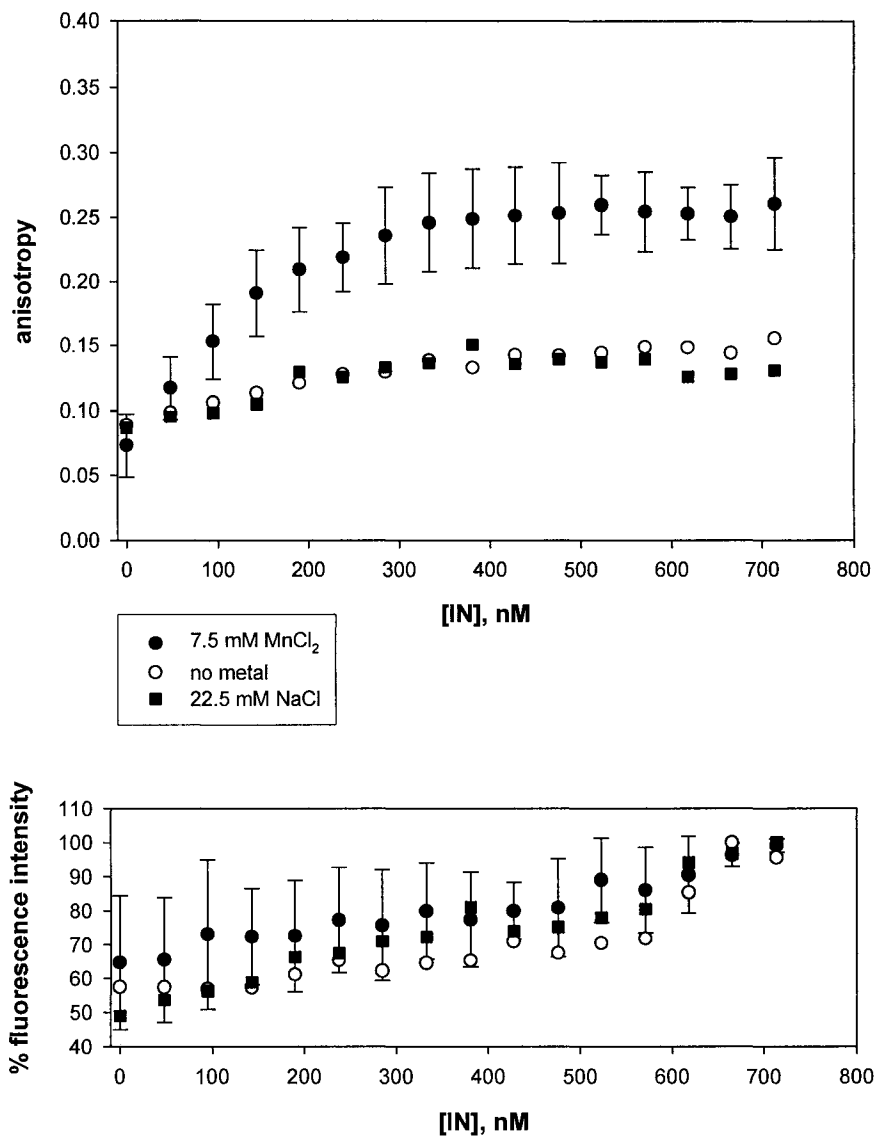 0.40
0.35
0.30
0.25
0.20
0.15
0.10
0.05
0.00
anisotropy
0 100 200 300 400 500 600 700 800
[IN], nM
7.5 mM MnCl₂
no metal
22.5 mM NaCl
110
100
90
80
70
60
50
40
% fluorescence intensity
0 100 200 300 400 500 600 700 800
[IN], nM